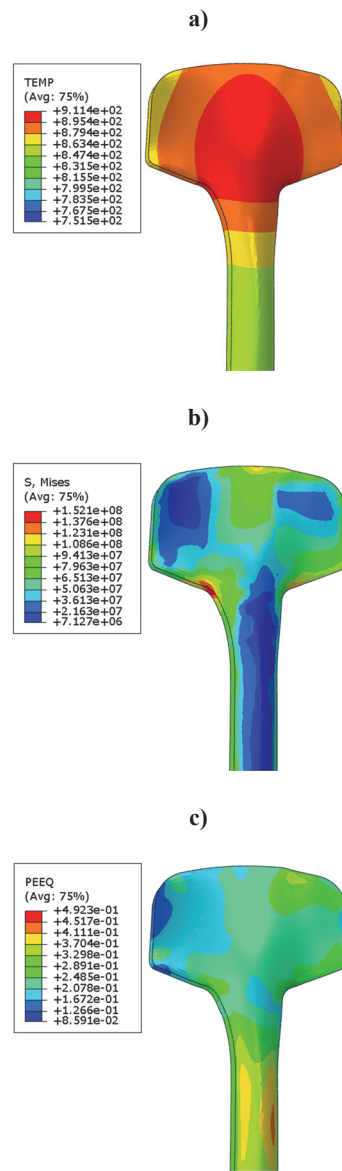 a)
TEMP
(Avg: 75%)
+9.114e+02
+8.954e+02
+8.794e+02
+8.634e+02
+8.474e+02
+8.315e+02
+8.155e+02
+7.995e+02
+7.835e+02
+7.675e+02
+7.515e+02
b)
S, Mises
(Avg: 75%)
+1.521e+08
+1.376e+08
+1.231e+08
+1.086e+08
+9.413e+07
+7.963e+07
+6.513e+07
+5.063e+07
+3.613e+07
+2.163e+07
+7.127e+06
c)
PEEQ
(Avg: 75%)
+4.923e-01
+4.517e-01
+4.111e-01
+3.704e-01
+3.298e-01
+2.891e-01
+2.485e-01
+2.078e-01
+1.672e-01
+1.266e-01
+8.591e-02